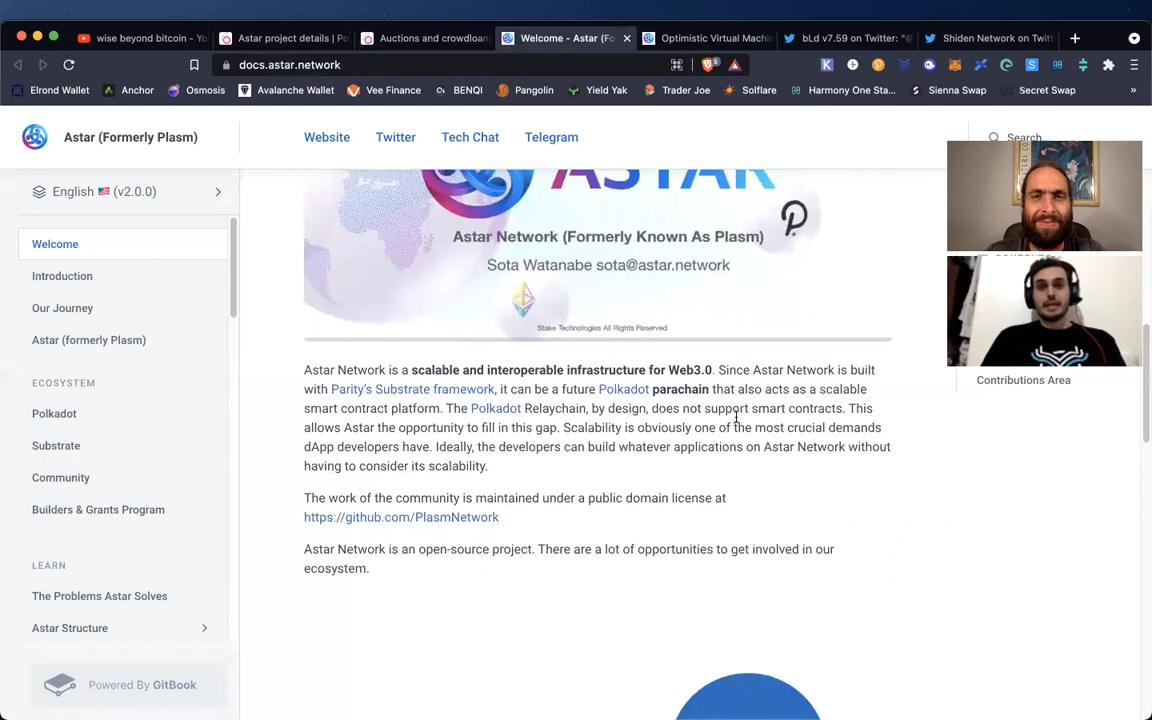 wise beyond bitcoin - Yo
Astar project details | Po
Auctions and crowdloans
Welcome - Astar (Fo
Optimistic Virtual Machi
bLd v7.59 on Twitter: "@
Shiden Network on Twitt
docs.astar.network
Elrond Wallet
Anchor
Osmosis
Avalanche Wallet
Vee Finance
BENQI
Pangolin
Yield Yak
Trader Joe
Solflare
Harmony One Sta...
Sienna Swap
Secret Swap
Astar (Formerly Plasm)
Website
Twitter
Tech Chat
Telegram
Search
English (v2.0.0)
ASTAR
Astar Network (Formerly Known As Plasm)
Sota Watanabe sota@astar.network
Stake Technologies All Rights Reserved
Welcome
Introduction
Our Journey
Astar (formerly Plasm)
ECOSYSTEM
Polkadot
Substrate
Community
Builders & Grants Program
LEARN
The Problems Astar Solves
Astar Structure
Powered By GitBook
Astar Network is a scalable and interoperable infrastructure for Web3.0. Since Astar Network is built
with Parity's Substrate framework, it can be a future Polkadot parachain that also acts as a scalable
smart contract platform. The Polkadot Relaychain, by design, does not support smart contracts. This
allows Astar the opportunity to fill in this gap. Scalability is obviously one of the most crucial demands
dApp developers have. Ideally, the developers can build whatever applications on Astar Network without
having to consider its scalability.
The work of the community is maintained under a public domain license at
https://github.com/PlasmNetwork
Astar Network is an open-source project. There are a lot of opportunities to get involved in our
ecosystem.
Contributions Area